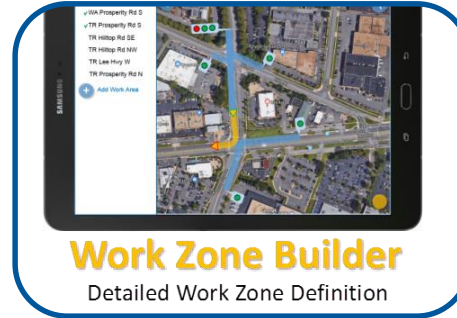 WA Prosperity Rd S
TR Prosperity Rd S
TR Hilltop Rd SE
TR Hilltop Rd NW
TR Lee Hwy W
TR Prosperity Rd N
Add Work Area
SAMSUNG
Work Zone Builder
Detailed Work Zone Definition